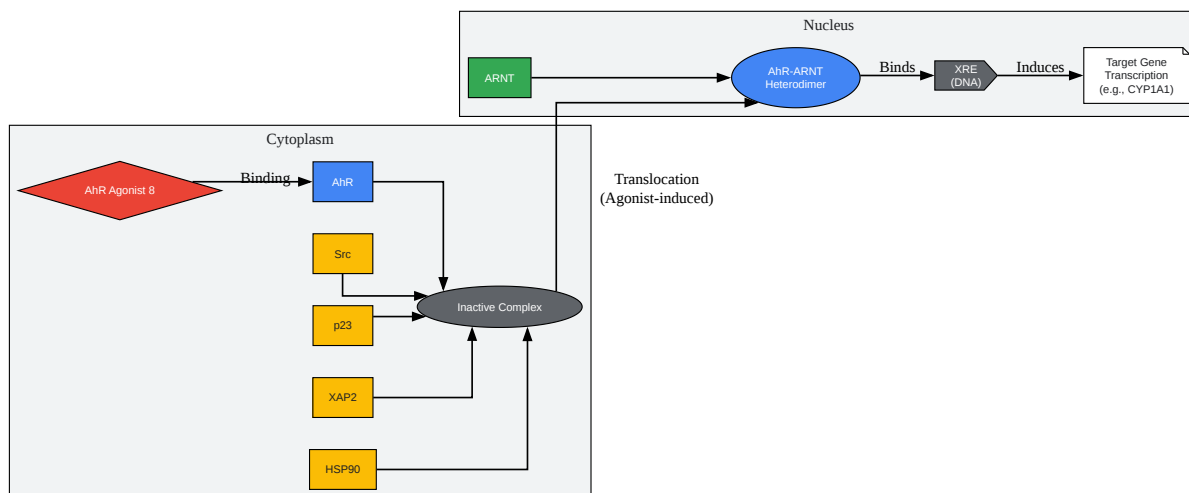 Nucleus
ARNT
AhR-ARNT
Heterodimer
Binds
XRE
(DNA)
Induces
Target Gene
Transcription
(e.g., CYP1A1)
Cytoplasm
AhR Agonist 8
Binding
AhR
Translocation
(Agonist-induced)
Src
Inactive Complex
p23
XAP2
HSP90